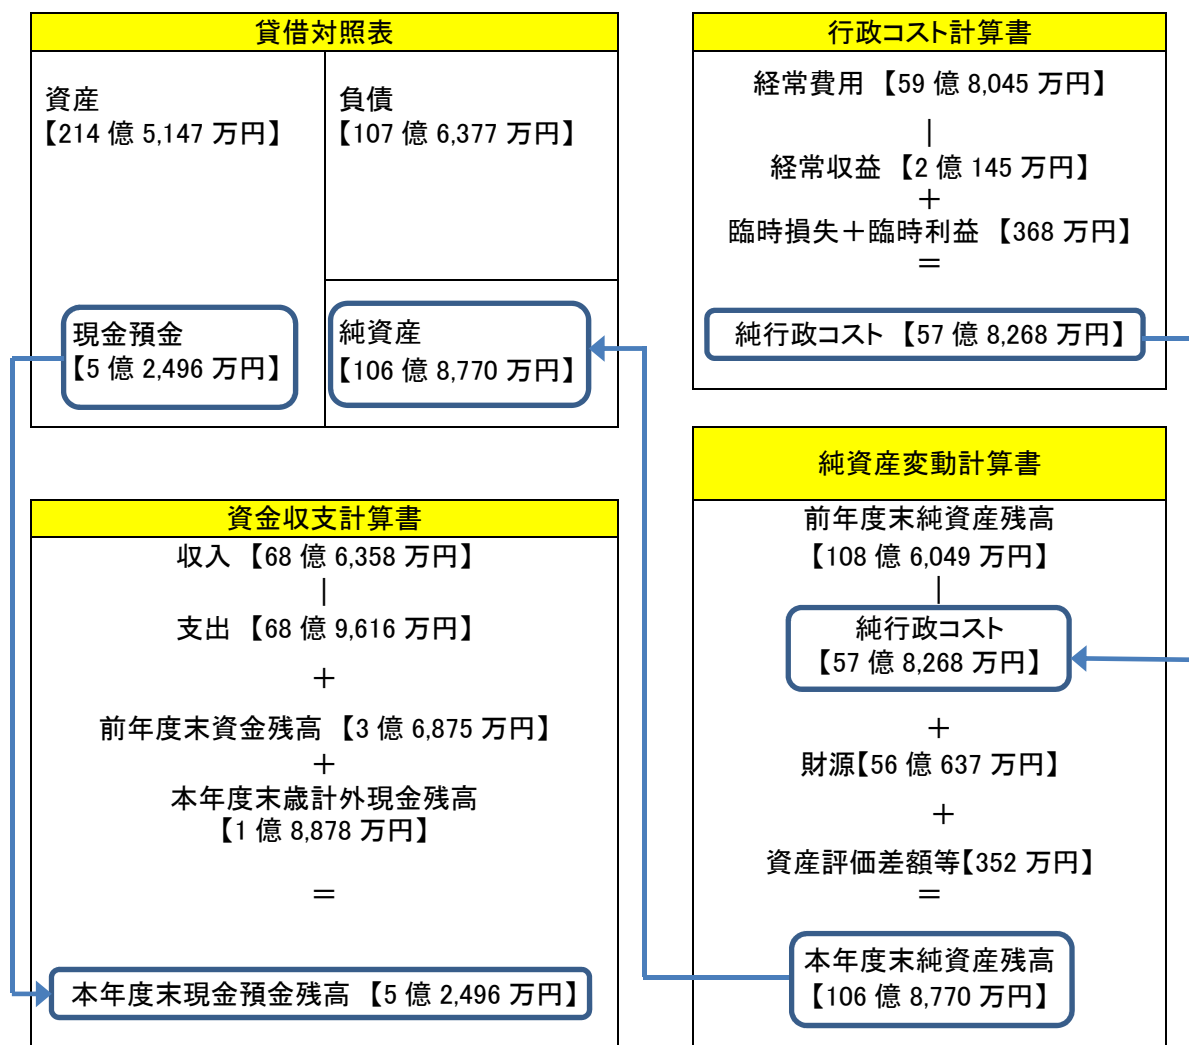 貸借対照表
資産
【214 億 5,147 万円】
負債
【107 億 6,377 万円】
現金預金
【5 億 2,496 万円】
純資産
【106 億 8,770 万円】
行政コスト計算書
経常費用 【59 億 8,045 万円】
|
経常収益 【2 億 145 万円】
＋
臨時損失＋臨時利益 【368 万円】
＝
純行政コスト 【57 億 8,268 万円】
資金収支計算書
収入 【68 億 6,358 万円】
|
支出 【68 億 9,616 万円】
＋
前年度末資金残高 【3 億 6,875 万円】
＋
本年度末歳計外現金残高
【1 億 8,878 万円】
＝
本年度末現金預金残高 【5 億 2,496 万円】
純資産変動計算書
前年度末純資産残高
【108 億 6,049 万円】
|
純行政コスト
【57 億 8,268 万円】
＋
財源【56 億 637 万円】
＋
資産評価差額等【352 万円】
＝
本年度末純資産残高
【106 億 8,770 万円】